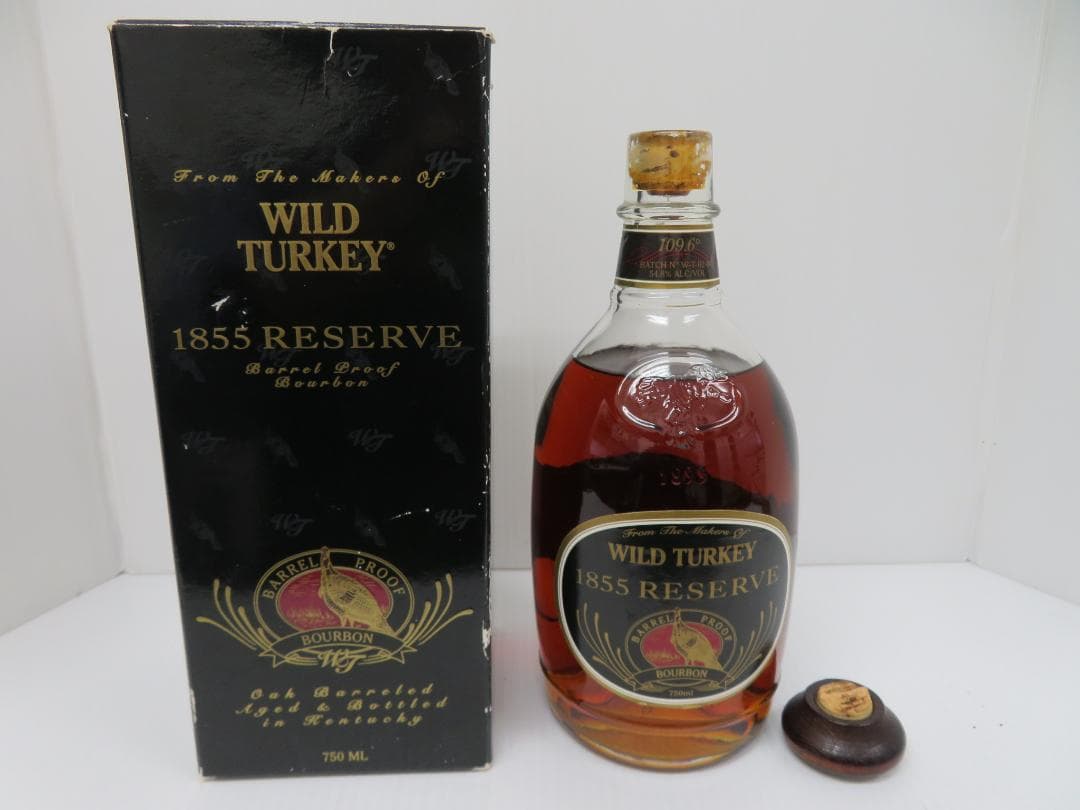 From The Makers Of
WILD
TURKEY®
1855 RESERVE
Barrel Proof
Bourbon
BARREL PROOF
BOURBON
WT
Oak Barreled
Aged & Bottled
in Kentucky
750 ML
109.6°
BATCH Nº
54.8% ALC/VOL
1855
From The Makers Of
WILD TURKEY
1855 RESERVE
BARREL PROOF
BOURBON
750ml